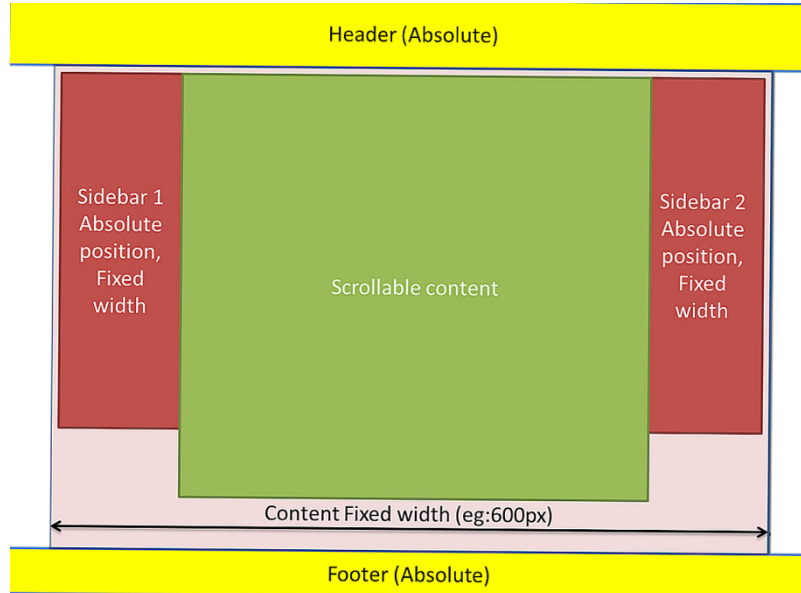 Header (Absolute)
Sidebar 1
Absolute
position,
Fixed
width
Scrollable content
Sidebar 2
Absolute
position,
Fixed
width
Content Fixed width (eg:600px)
Footer (Absolute)